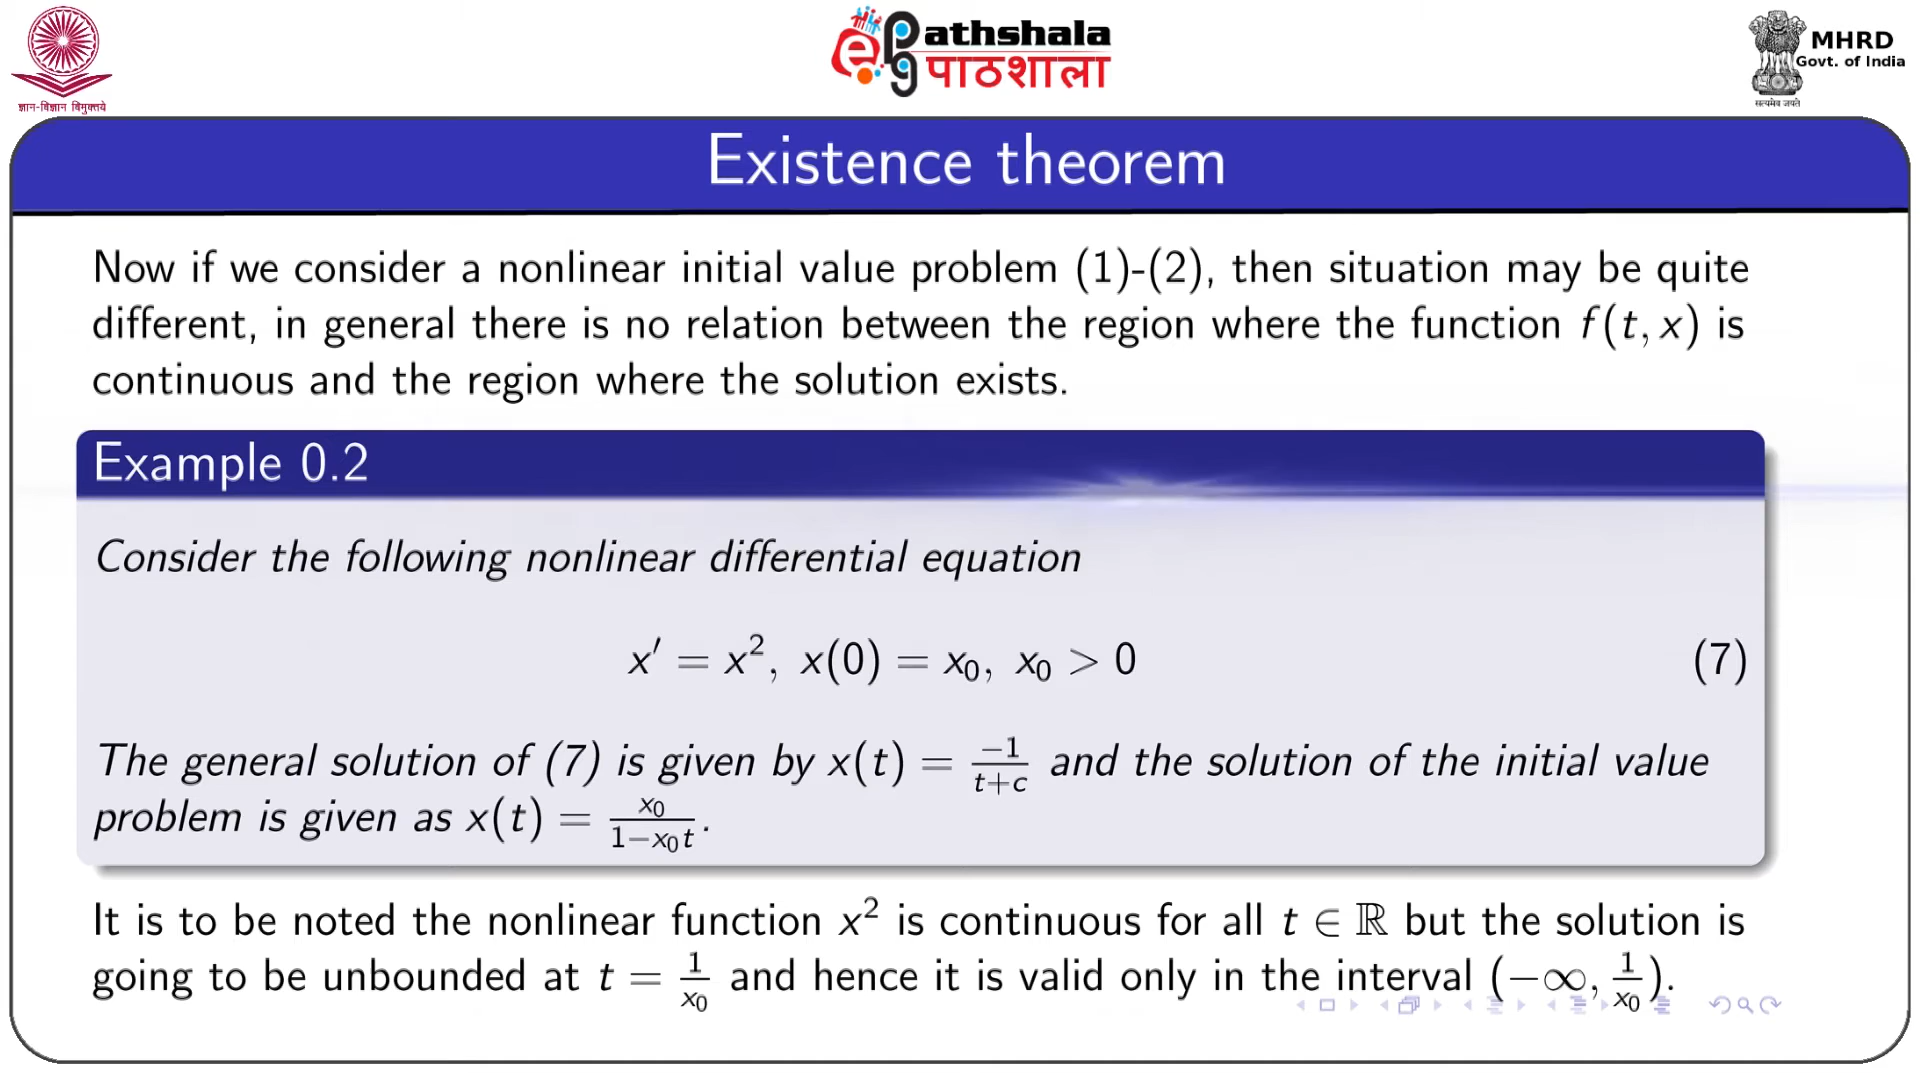 ज्ञान-विज्ञान विमुक्तये
ePG Pathshala
पाठशाला
MHRD
Govt. of India
सत्यमेव जयते
Existence theorem
Now if we consider a nonlinear initial value problem (1)-(2), then situation may be quite
different, in general there is no relation between the region where the function f(t, x) is
continuous and the region where the solution exists.
Example 0.2
Consider the following nonlinear differential equation
x′ = x², x(0) = x₀, x₀ > 0 (7)
The general solution of (7) is given by x(t) = −1/(t+c) and the solution of the initial value
problem is given as x(t) = x₀/(1−x₀t).
It is to be noted the nonlinear function x² is continuous for all t ∈ ℝ but the solution is
going to be unbounded at t = 1/x₀ and hence it is valid only in the interval (−∞, 1/x₀).